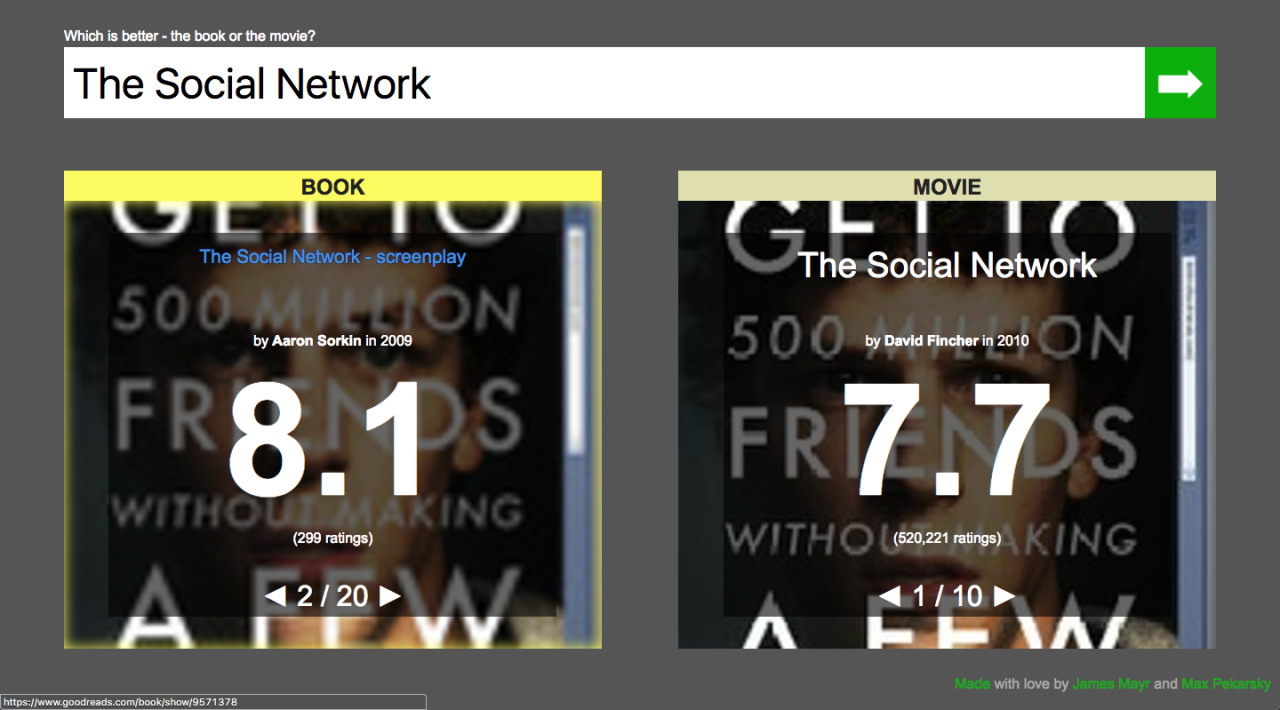 Which is better - the book or the movie?
The Social Network
BOOK
GET TO
The Social Network - screenplay
500 MILLION
by Aaron Sorkin in 2009
FRIENDS
8.1
WITHOUT MAKING
(299 ratings)
A FEW
◀ 2 / 20 ▶
MOVIE
GET TO
The Social Network
500 MILLION
by David Fincher in 2010
FRIENDS
7.7
WITHOUT MAKING
(520,221 ratings)
A FEW
◀ 1 / 10 ▶
Made with love by James Mayr and Max Pekarsky
https://www.goodreads.com/book/show/9571378